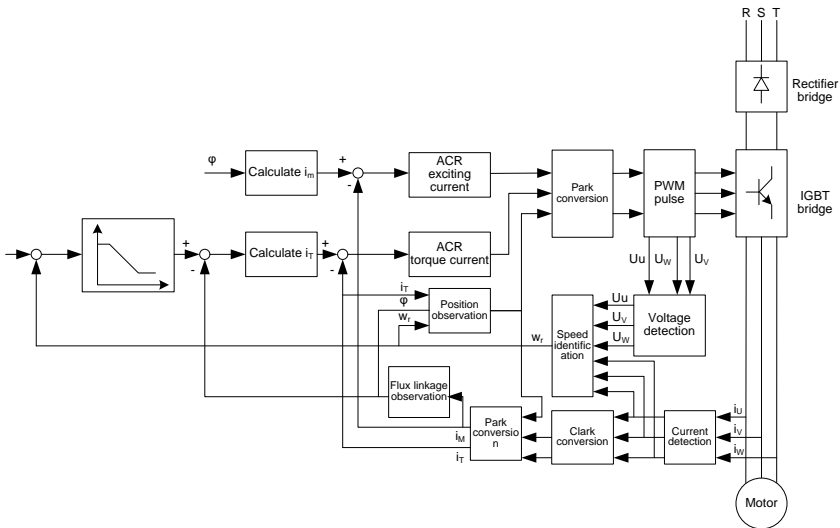 R S T
Rectifier
bridge
φ
Calculate im
+
-
ACR
exciting
current
Park
conversion
PWM
pulse
IGBT
bridge
+
-
Calculate iT
+
-
ACR
torque current
Uu UW UV
iT
φ
wr
Position
observation
wr
Speed
identific
ation
Uu
UV
UW
Voltage
detection
Flux linkage
observation
iM
iT
Park
conversio
n
Clark
conversion
Current
detection
iU
iV
iW
Motor